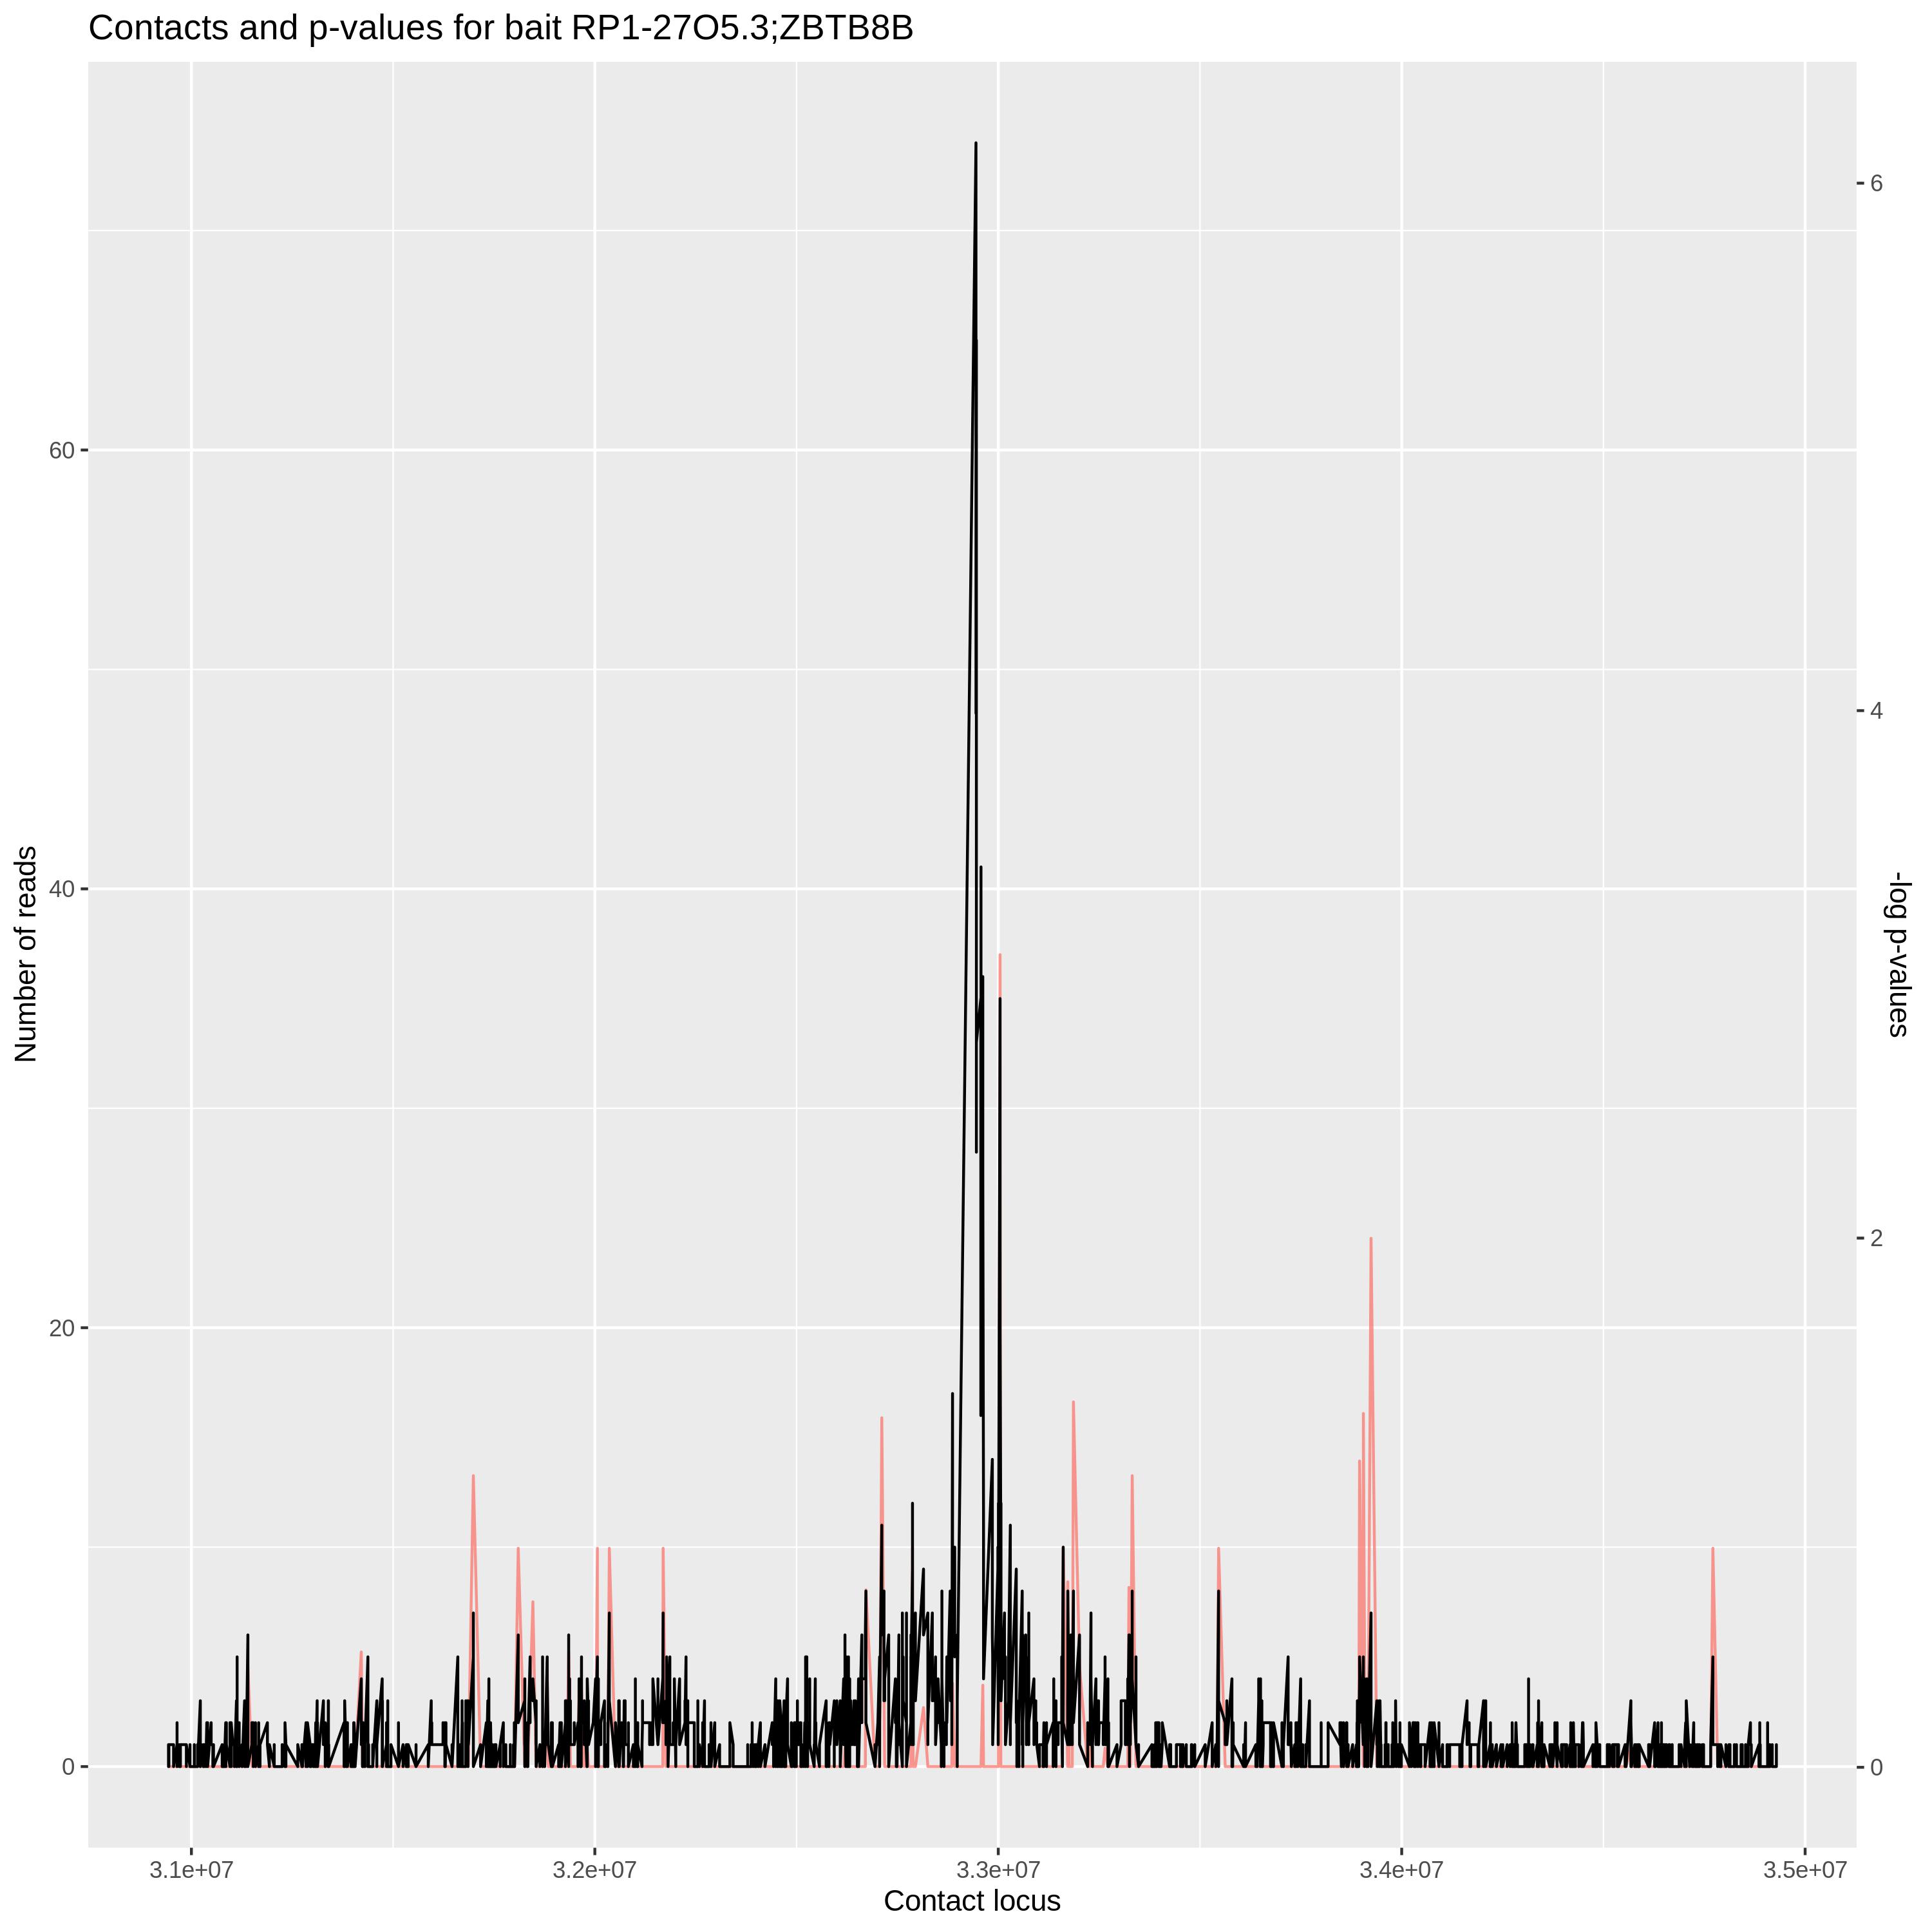 Contacts and p-values for bait RP1-27O5.3;ZBTB8B
Number of reads
60
40
20
0
6
4
2
0
-log p-values
3.1e+07 3.2e+07 3.3e+07 3.4e+07 3.5e+07
Contact locus